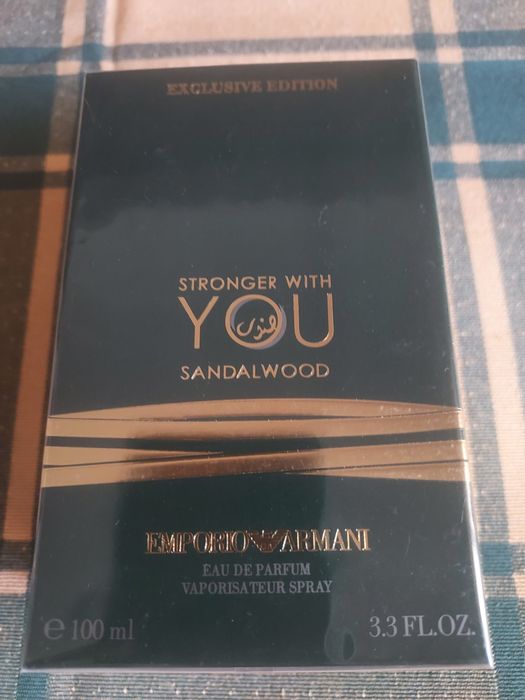 EXCLUSIVE EDITION
STRONGER WITH
YOU
SANDALWOOD
EMPORIO ARMANI
EAU DE PARFUM
VAPORISATEUR SPRAY
℮ 100 ml 3.3 FL.OZ.